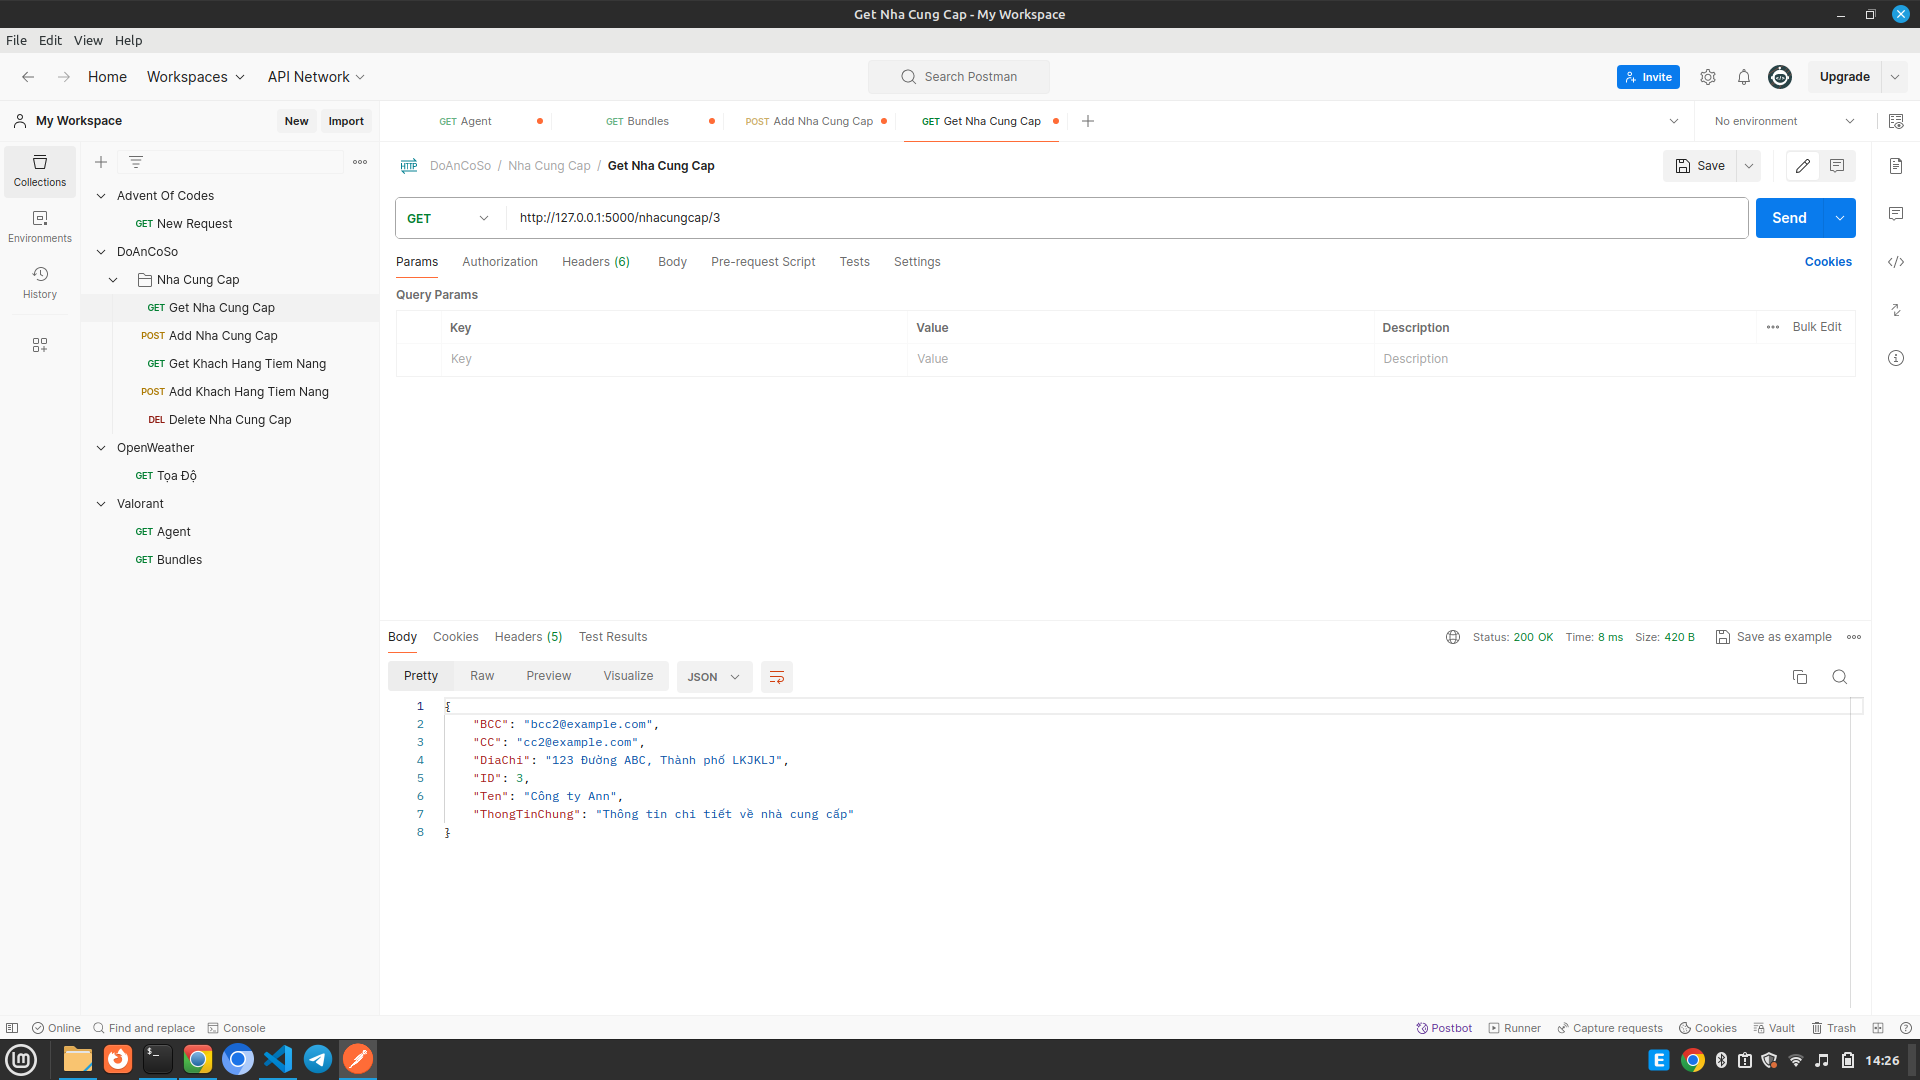 Get Nha Cung Cap - My Workspace
File Edit View Help
Home Workspaces API Network Search Postman Invite Upgrade
My Workspace New Import GET Agent GET Bundles POST Add Nha Cung Cap GET Get Nha Cung Cap No environment
Collections
Environments
History
Advent Of Codes
GET New Request
DoAnCoSo
Nha Cung Cap
GET Get Nha Cung Cap
POST Add Nha Cung Cap
GET Get Khach Hang Tiem Nang
POST Add Khach Hang Tiem Nang
DEL Delete Nha Cung Cap
OpenWeather
GET Tọa Độ
Valorant
GET Agent
GET Bundles
HTTP DoAnCoSo / Nha Cung Cap / Get Nha Cung Cap Save
GET http://127.0.0.1:5000/nhacungcap/3 Send
Params Authorization Headers (6) Body Pre-request Script Tests Settings Cookies
Query Params
Key Value Description Bulk Edit
Key Value Description
Body Cookies Headers (5) Test Results Status: 200 OK Time: 8 ms Size: 420 B Save as example
Pretty Raw Preview Visualize JSON
1 {
2 "BCC": "bcc2@example.com",
3 "CC": "cc2@example.com",
4 "DiaChi": "123 Đường ABC, Thành phố LKJKLJ",
5 "ID": 3,
6 "Ten": "Công ty Ann",
7 "ThongTinChung": "Thông tin chi tiết về nhà cung cấp"
8 }
Online Find and replace Console Postbot Runner Capture requests Cookies Vault Trash
E 14:26